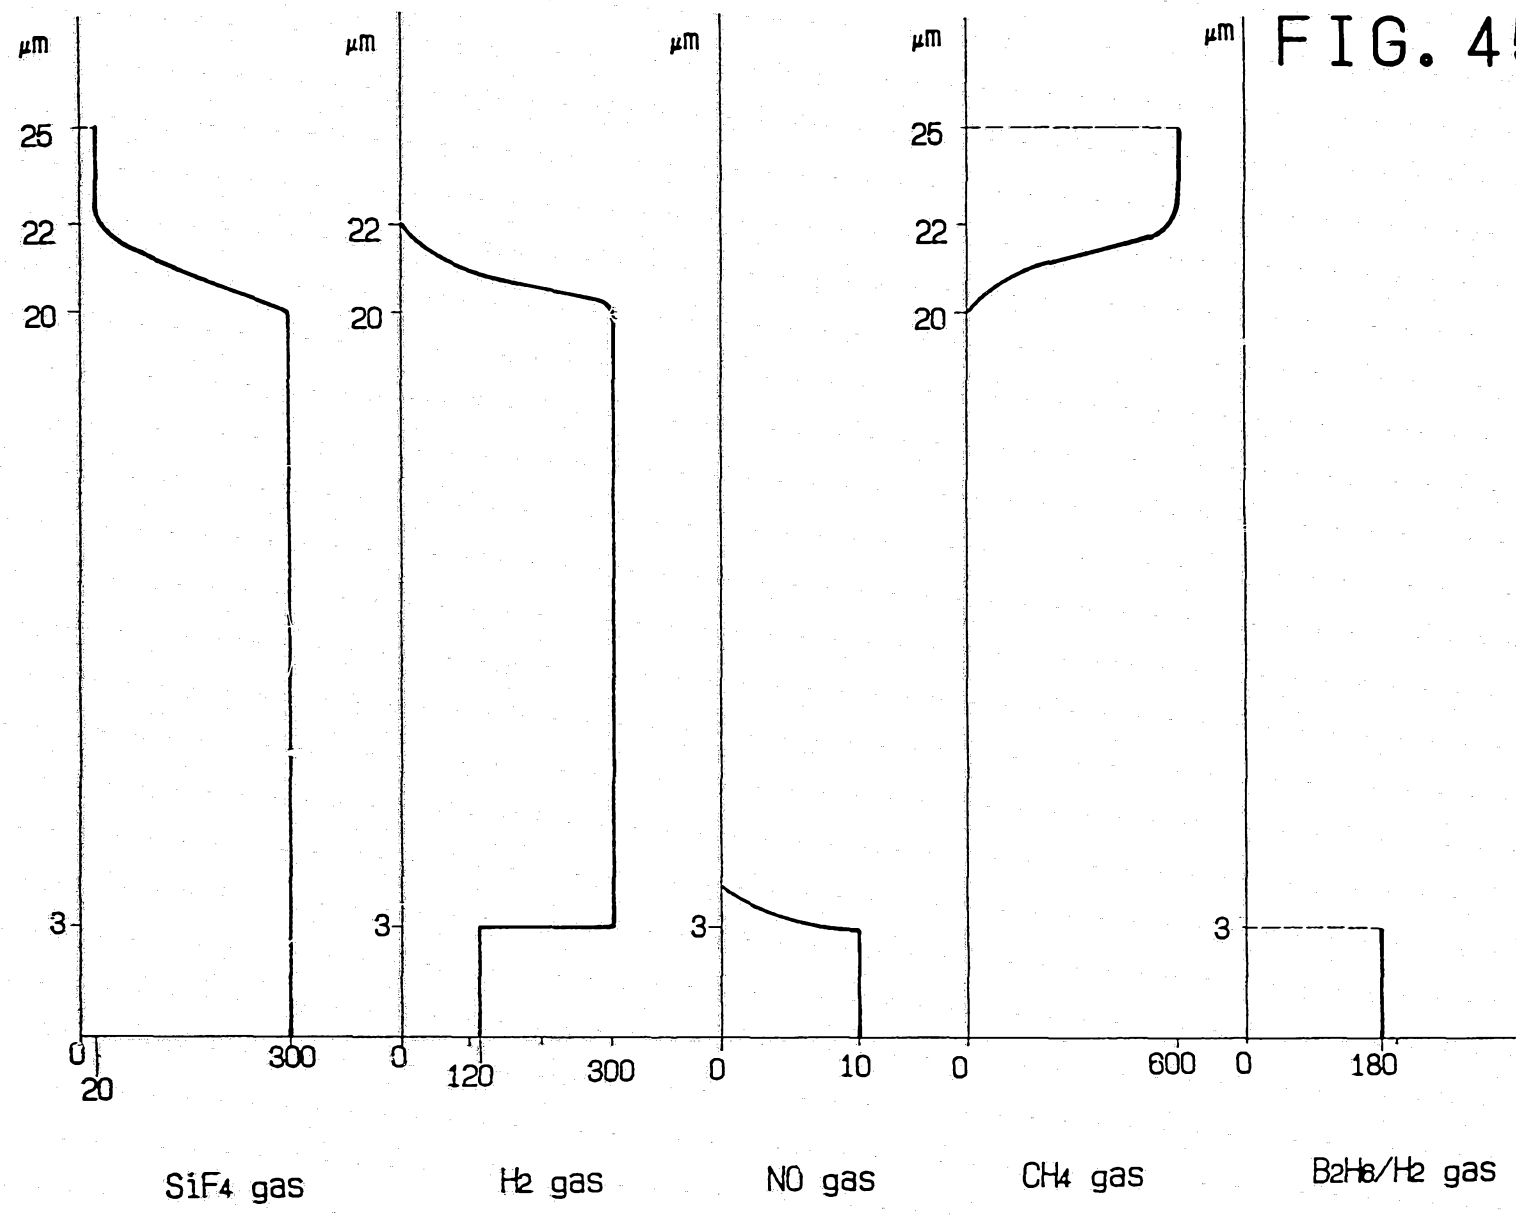 FIG. 4
μm μm μm μm μm
25 25
22 22 22
20 20 20
3 3 3 3
0 300 0 300 0 10 0 600 0 180
20 120
SiF4 gas H2 gas NO gas CH4 gas B2H6/H2 gas